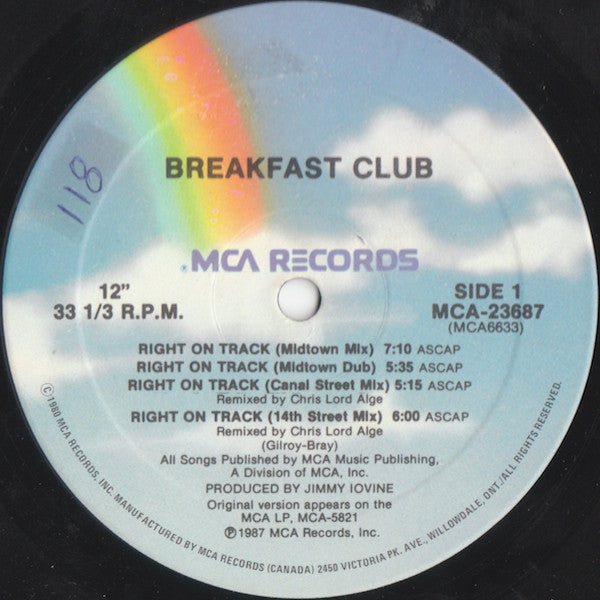 BREAKFAST CLUB
118
MCA RECORDS
12"
33 1/3 R.P.M.
SIDE 1
MCA-23687
(MCA6633)
RIGHT ON TRACK (Midtown Mix) 7:10 ASCAP
RIGHT ON TRACK (Midtown Dub) 5:35 ASCAP
RIGHT ON TRACK (Canal Street Mix) 5:15 ASCAP
Remixed by Chris Lord Alge
RIGHT ON TRACK (14th Street Mix) 6:00 ASCAP
Remixed by Chris Lord Alge
(Gilroy-Bray)
All Songs Published by MCA Music Publishing,
A Division of MCA, Inc.
PRODUCED BY JIMMY IOVINE
Original version appears on the
MCA LP, MCA-5821
℗1987 MCA Records, Inc.
©1980 MCA RECORDS, INC. MANUFACTURED BY MCA RECORDS (CANADA) 2450 VICTORIA PK. AVE., WILLOWDALE, ONT./ALL RIGHTS RESERVED.